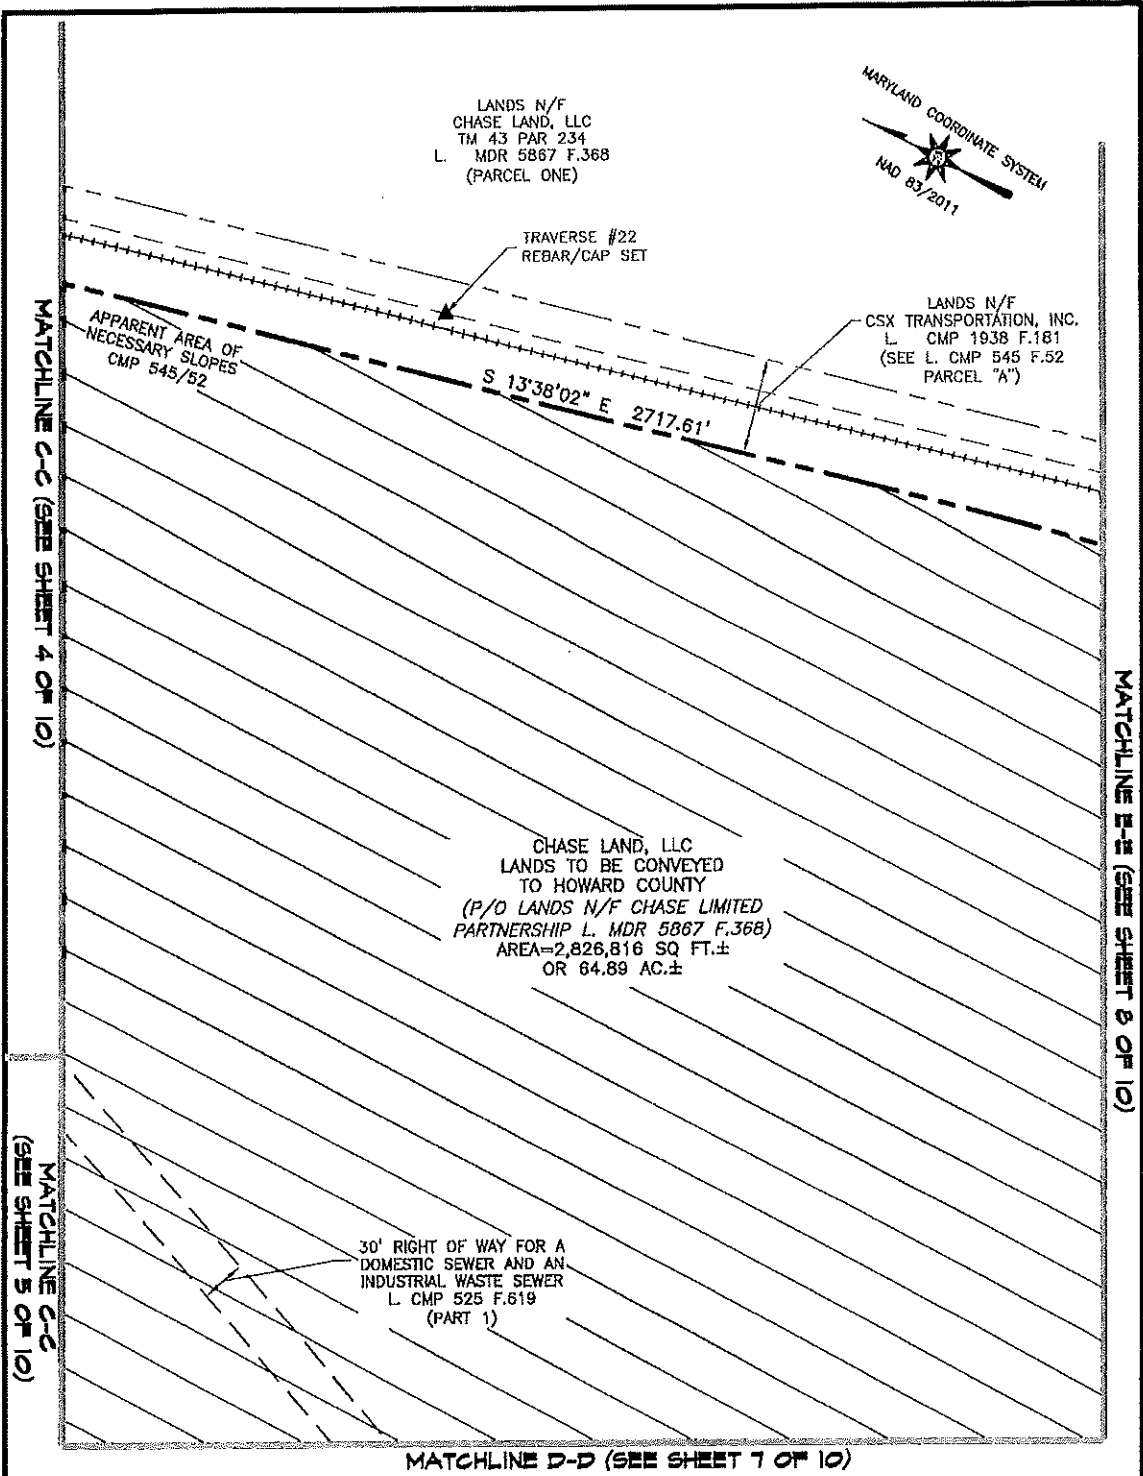 LANDS N/F
CHASE LAND, LLC
TM 43 PAR 234
L. MDR 5867 F.368
(PARCEL ONE)
MARYLAND COORDINATE SYSTEM
NAD 83/2011
TRAVERSE #22
REBAR/CAP SET
LANDS N/F
CSX TRANSPORTATION, INC.
L. CMP 1938 F.181
(SEE L. CMP 545 F.52
PARCEL "A")
APPARENT AREA OF
NECESSARY SLOPES
CMP 545/52
S 13°38'02" E 2717.61'
MATCHLINE C-C (SEE SHEET 4 OF 10)
MATCHLINE E-E (SEE SHEET 8 OF 10)
CHASE LAND, LLC
LANDS TO BE CONVEYED
TO HOWARD COUNTY
(P/O LANDS N/F CHASE LIMITED
PARTNERSHIP L. MDR 5867 F.368)
AREA=2,826,816 SQ FT.±
OR 64.89 AC.±
MATCHLINE C-C
(SEE SHEET 5 OF 10)
30' RIGHT OF WAY FOR A
DOMESTIC SEWER AND AN
INDUSTRIAL WASTE SEWER
L. CMP 525 F.619
(PART 1)
MATCHLINE D-D (SEE SHEET 7 OF 10)